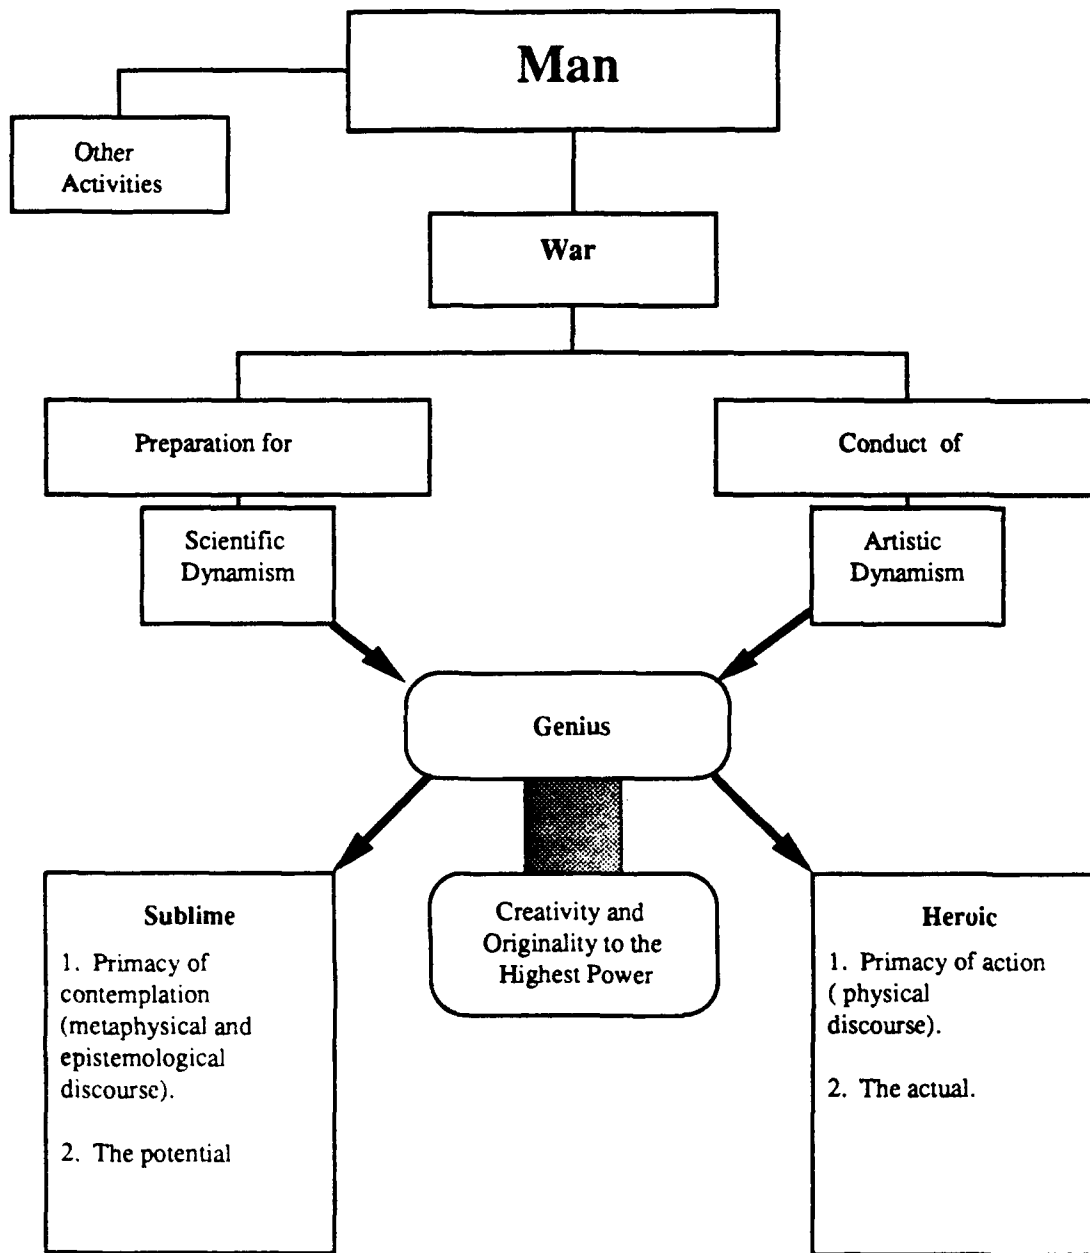 Man
Other
Activities
War
Preparation for
Conduct of
Scientific
Dynamism
Artistic
Dynamism
Genius
Sublime
1. Primacy of
contemplation
(metaphysical and
epistemological
discourse).
2. The potential
Creativity and
Originality to the
Highest Power
Heroic
1. Primacy of action
( physical
discourse).
2. The actual.